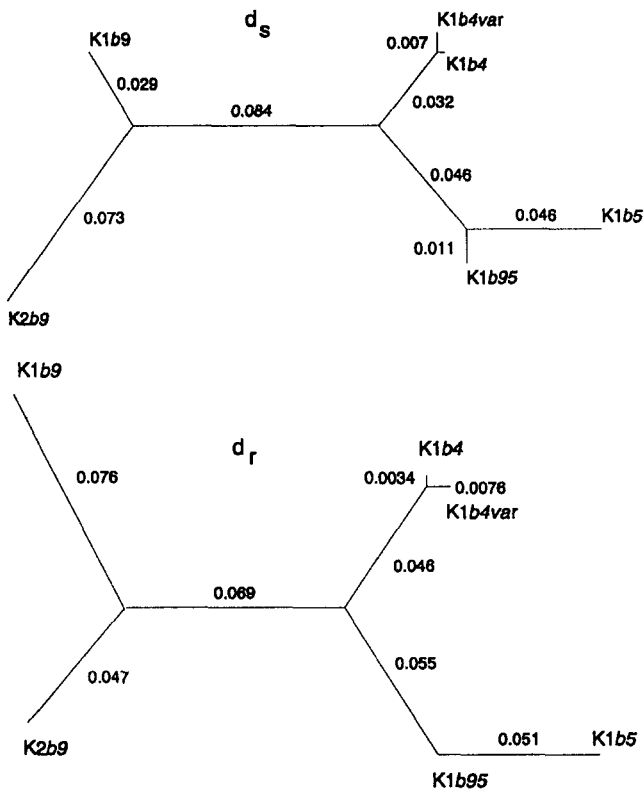 d_s
K1b9
K1b4var
0.007
K1b4
0.029
0.084
0.032
0.046
0.073
0.046
K1b5
0.011
K1b95
K2b9
K1b9
d_r
K1b4
0.076
0.0034
0.0076
K1b4var
0.069
0.046
0.047
0.055
K2b9
0.051
K1b5
K1b95